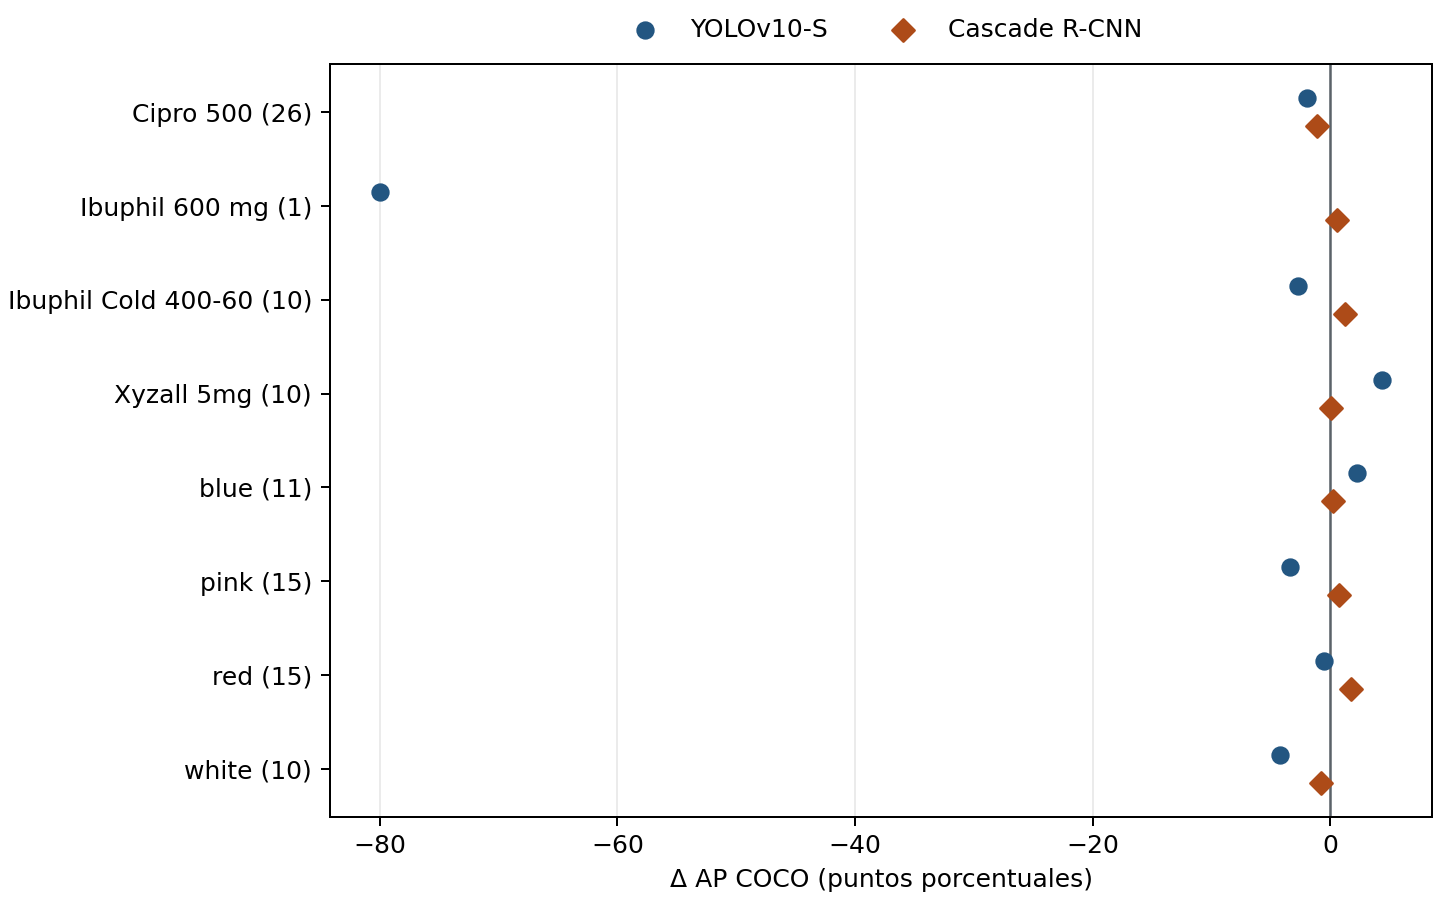 YOLOv10-S Cascade R-CNN
Cipro 500 (26)
Ibuphil 600 mg (1)
Ibuphil Cold 400-60 (10)
Xyzall 5mg (10)
blue (11)
pink (15)
red (15)
white (10)
−80 −60 −40 −20 0
Δ AP COCO (puntos porcentuales)